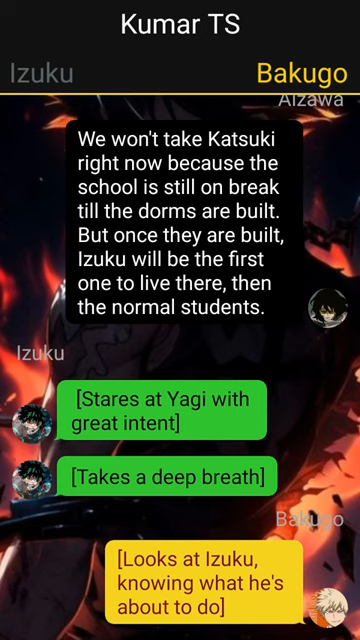 Kumar TS
Izuku
Bakugo
Aizawa
We won't take Katsuki
right now because the
school is still on break
till the dorms are built.
But once they are built,
Izuku will be the first
one to live there, then
the normal students.
Izuku
[Stares at Yagi with
great intent]
[Takes a deep breath]
Bakugo
[Looks at Izuku,
knowing what he's
about to do]